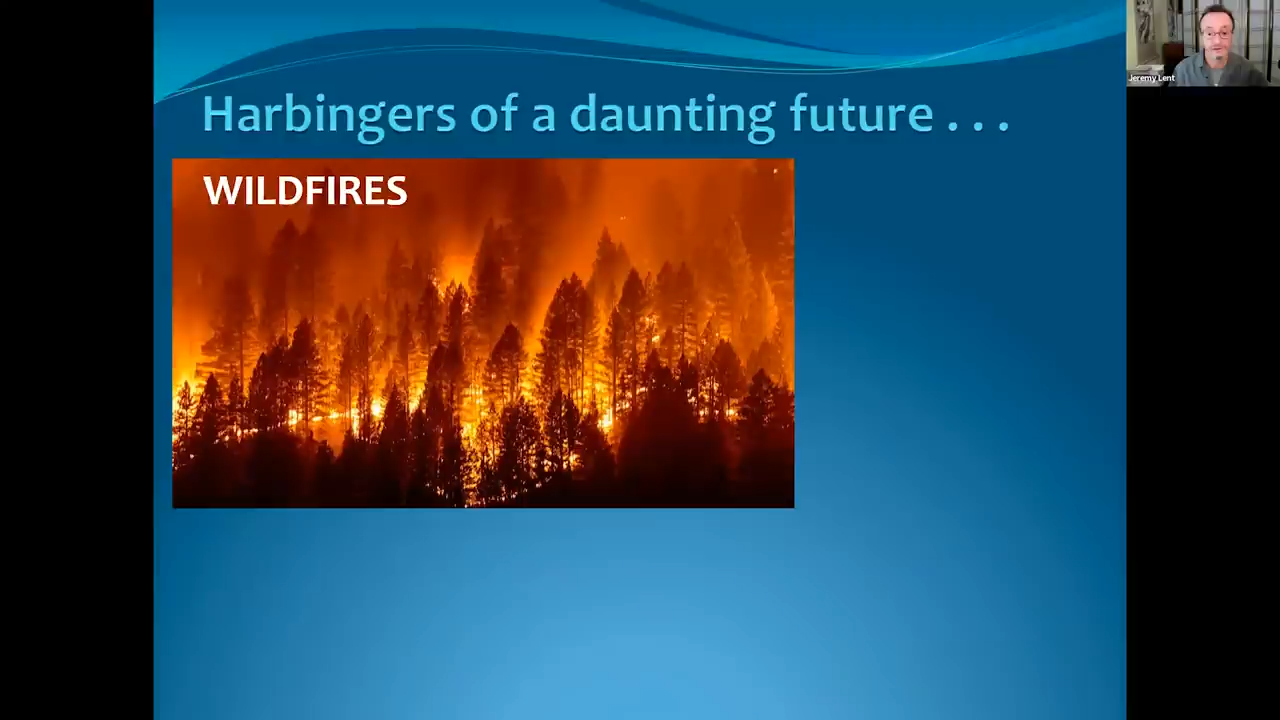 Harbingers of a daunting future . . .
WILDFIRES
Jeremy Lent